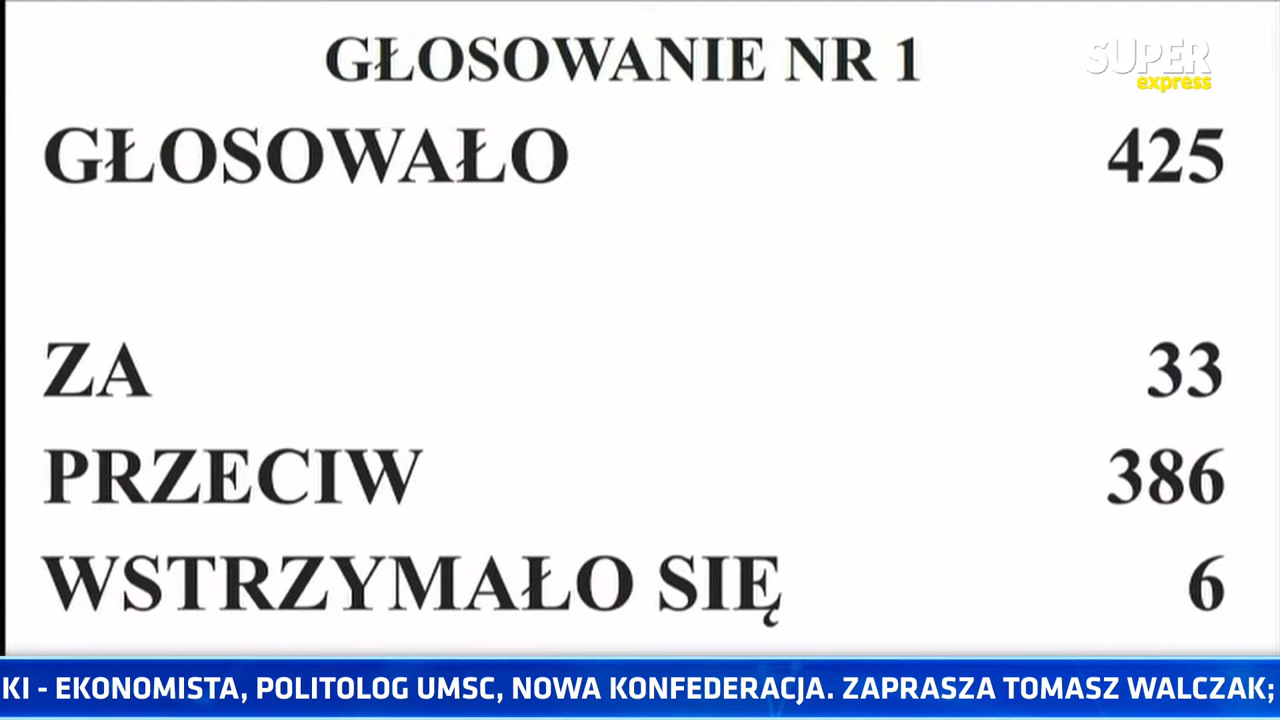 GŁOSOWANIE NR 1
SUPER
express
GŁOSOWAŁO 425
ZA 33
PRZECIW 386
WSTRZYMAŁO SIĘ 6
KI - EKONOMISTA, POLITOLOG UMSC, NOWA KONFEDERACJA. ZAPRASZA TOMASZ WALCZAK;